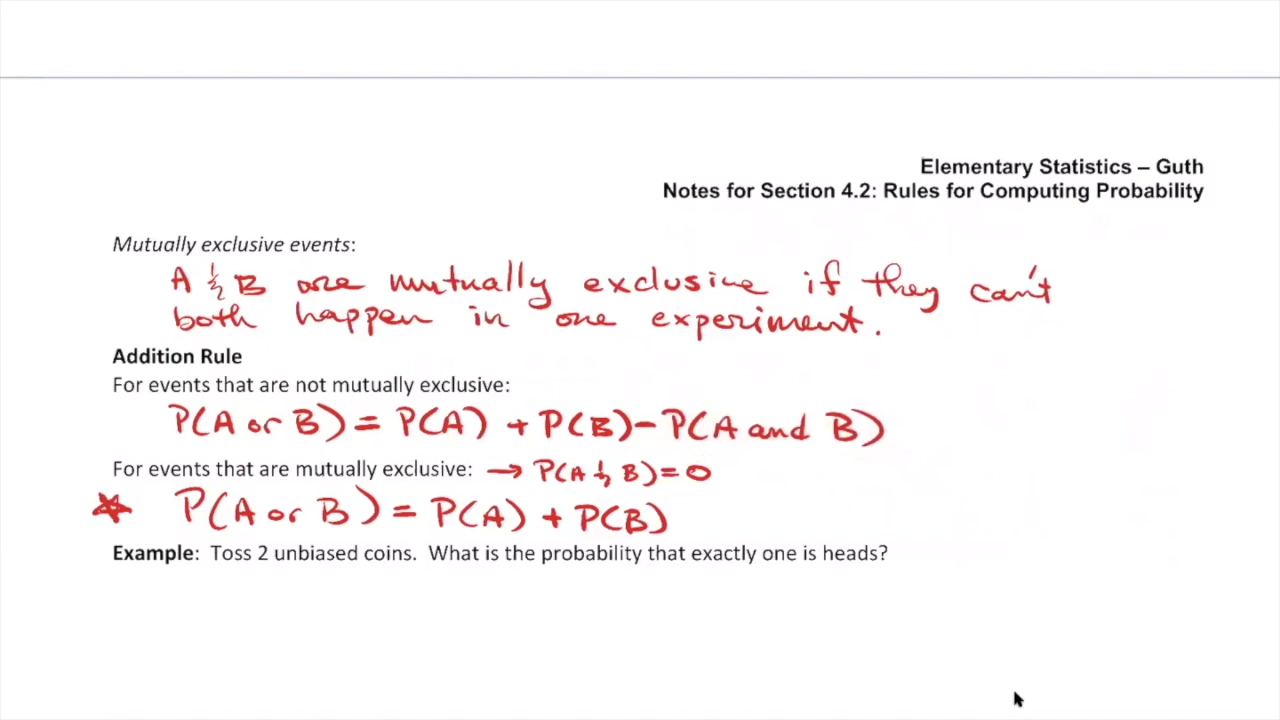 Elementary Statistics – Guth
Notes for Section 4.2: Rules for Computing Probability
Mutually exclusive events:
A & B are mutually exclusive if they can't
both happen in one experiment.
Addition Rule
For events that are not mutually exclusive:
P(A or B) = P(A) + P(B) - P(A and B)
For events that are mutually exclusive: → P(A & B) = 0
* P(A or B) = P(A) + P(B)
Example: Toss 2 unbiased coins. What is the probability that exactly one is heads?